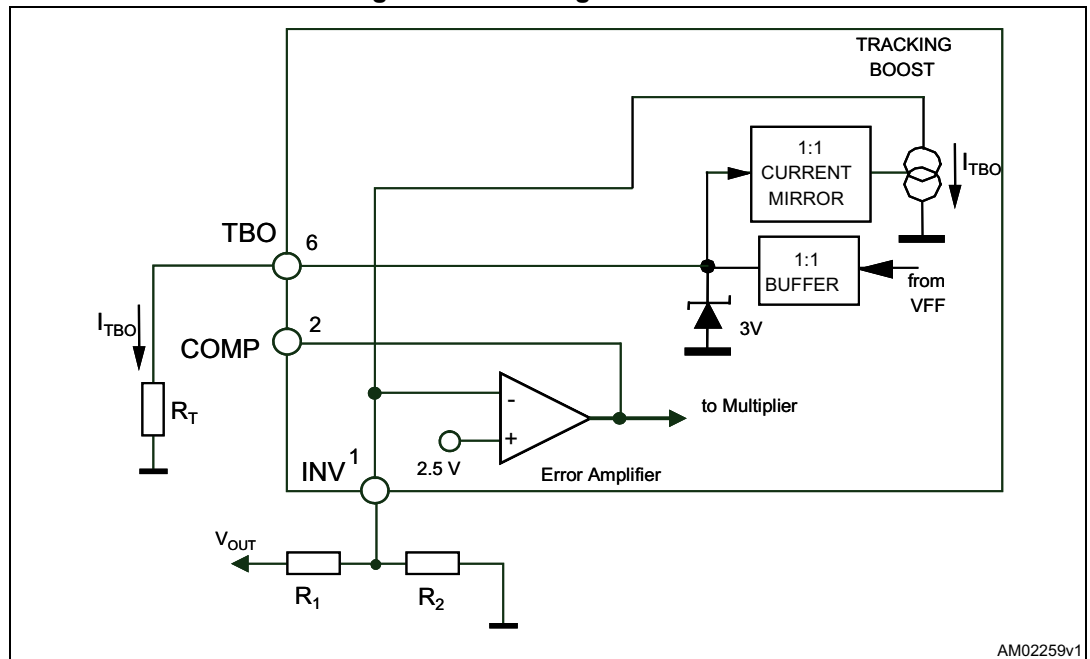 TRACKING
BOOST
1:1
CURRENT
MIRROR
I_TBO
TBO
6
1:1
BUFFER
from
VFF
3V
I_TBO
COMP
2
R_T
-
+
to Multiplier
2.5 V
Error Amplifier
INV
1
V_OUT
R_1
R_2
AM02259v1